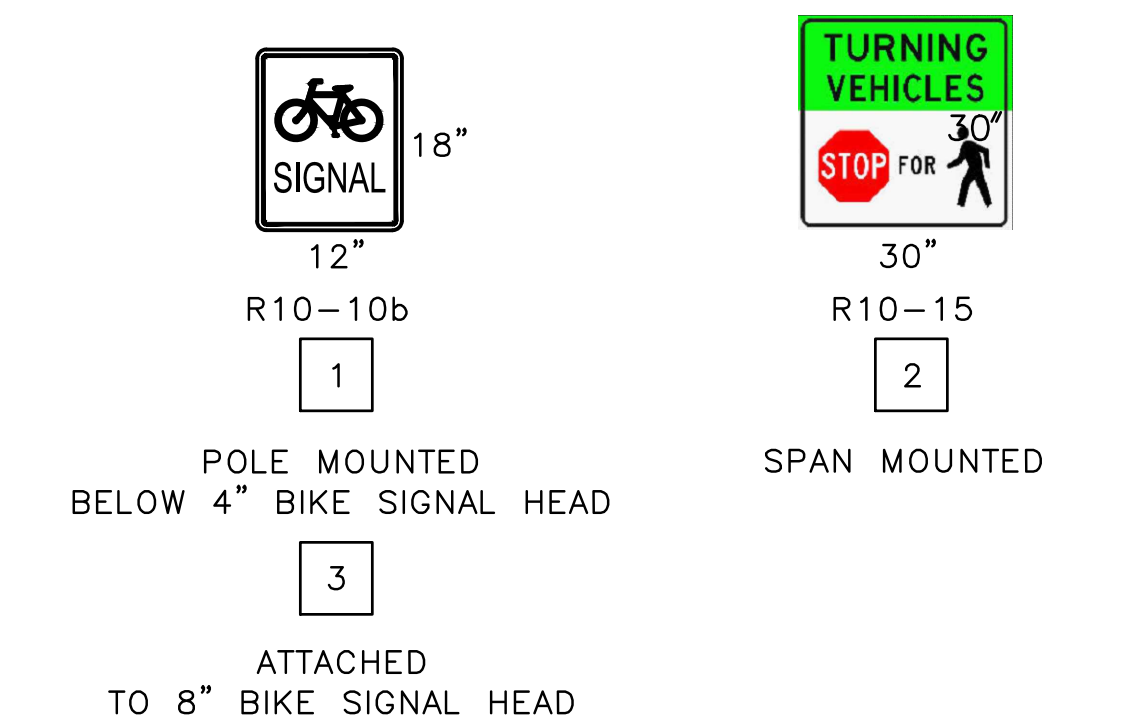 SIGNAL
18”
12”
R10-10b
1
POLE MOUNTED
BELOW 4” BIKE SIGNAL HEAD
3
ATTACHED
TO 8” BIKE SIGNAL HEAD
TURNING
VEHICLES
30”
STOP FOR
30”
R10-15
2
SPAN MOUNTED